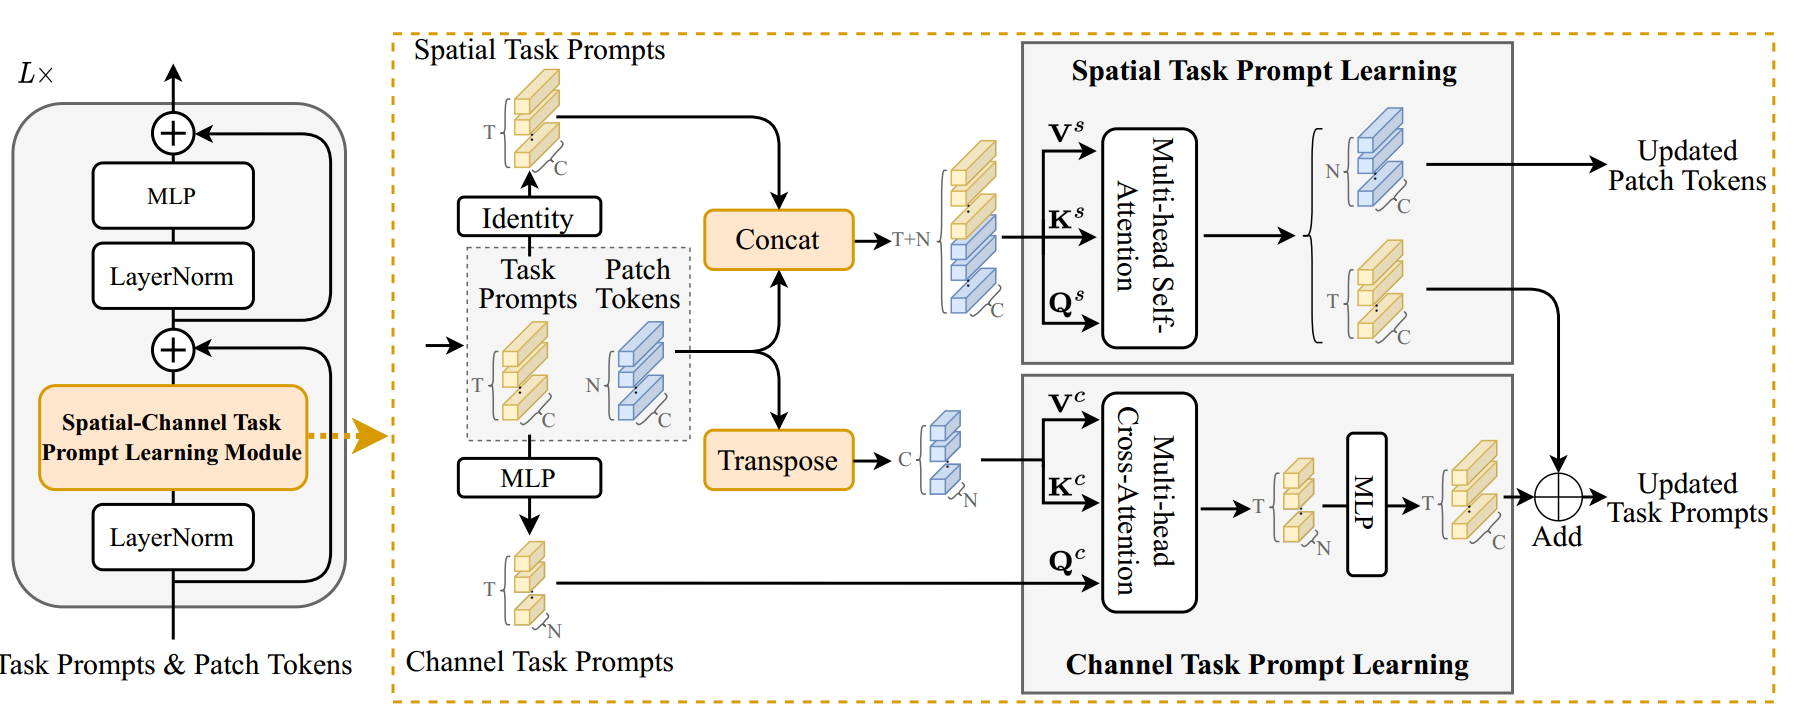 L×
MLP
LayerNorm
Spatial-Channel Task
Prompt Learning Module
LayerNorm
Task Prompts & Patch Tokens
Spatial Task Prompts
T
C
Identity
Task
Prompts
Patch
Tokens
T
C
N
C
MLP
T
N
Channel Task Prompts
Concat
Transpose
T+N
C
C
N
Spatial Task Prompt Learning
V^s
K^s
Q^s
Multi-head Self-
Attention
N
C
T
C
Updated
Patch Tokens
V^c
K^c
Q^c
Multi-head
Cross-Attention
T
N
MLP
T
C
Add
Updated
Task Prompts
Channel Task Prompt Learning